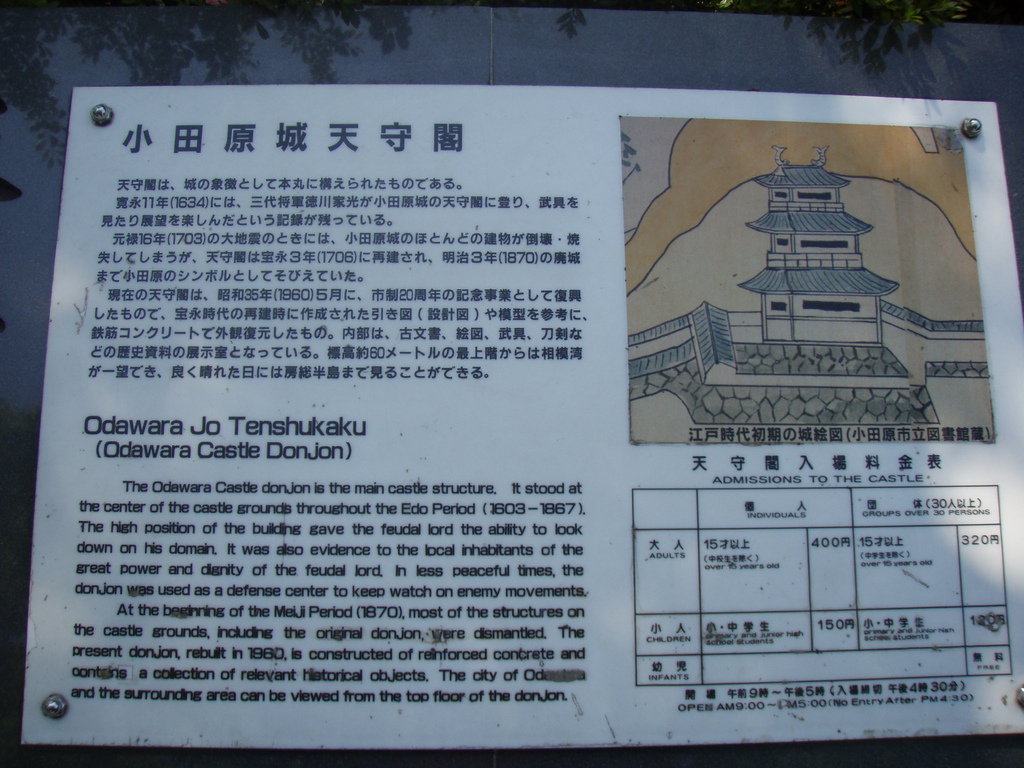 小田原城天守閣
天守閣は、城の象徴として本丸に構えられたものである。
寛永11年(1634)には、三代将軍徳川家光が小田原城の天守閣に登り、武具を
見たり展望を楽しんだという記録が残っている。
元禄16年(1703)の大地震のときには、小田原城のほとんどの建物が倒壊・焼
失してしまうが、天守閣は宝永3年(1706)に再建され、明治3年(1870)の廃城
まで小田原のシンボルとしてそびえていた。
現在の天守閣は、昭和35年(1960)5月に、市制20周年の記念事業として復興
したもので、宝永時代の再建時に作成された引き図(設計図)や模型を参考に、
鉄筋コンクリートで外観復元したもの。内部は、古文書、絵図、武具、刀剣な
どの歴史資料の展示室となっている。標高約60メートルの最上階からは相模湾
が一望でき、良く晴れた日には房総半島まで見ることができる。
Odawara Jo Tenshukaku
(Odawara Castle Donjon)
The Odawara Castle donjon is the main castle structure. It stood at
the center of the castle grounds throughout the Edo Period (1603-1867).
The high position of the building gave the feudal lord the ability to look
down on his domain. It was also evidence to the local inhabitants of the
great power and dignity of the feudal lord. In less peaceful times, the
donjon was used as a defense center to keep watch on enemy movements.
At the beginning of the Meiji Period (1870), most of the structures on
the castle grounds, including the original donjon, were dismantled. The
present donjon, rebuilt in 1960, is constructed of reinforced concrete and
contains a collection of relevant historical objects. The city of
and the surrounding area can be viewed from the top floor of the donjon.
江戸時代初期の城絵図(小田原市立図書館蔵)
天守閣入場料金表
ADMISSIONS TO THE CASTLE
個人 団体(30人以上)
INDIVIDUALS GROUPS OVER 30 PERSONS
大人 15才以上 400円 15才以上 320円
ADULTS (中学生を除く) (中学生を除く)
over 15 years old over 15 years old
小人 小・中学生 150円 小・中学生 120円
CHILDREN primary and junior high primary and junior high
school students school students
幼児 無料
INFANTS FREE
開場 午前9時～午後5時(入場締切 午後4時30分)
OPEN AM9:00～PM5:00(No Entry After PM4:30)